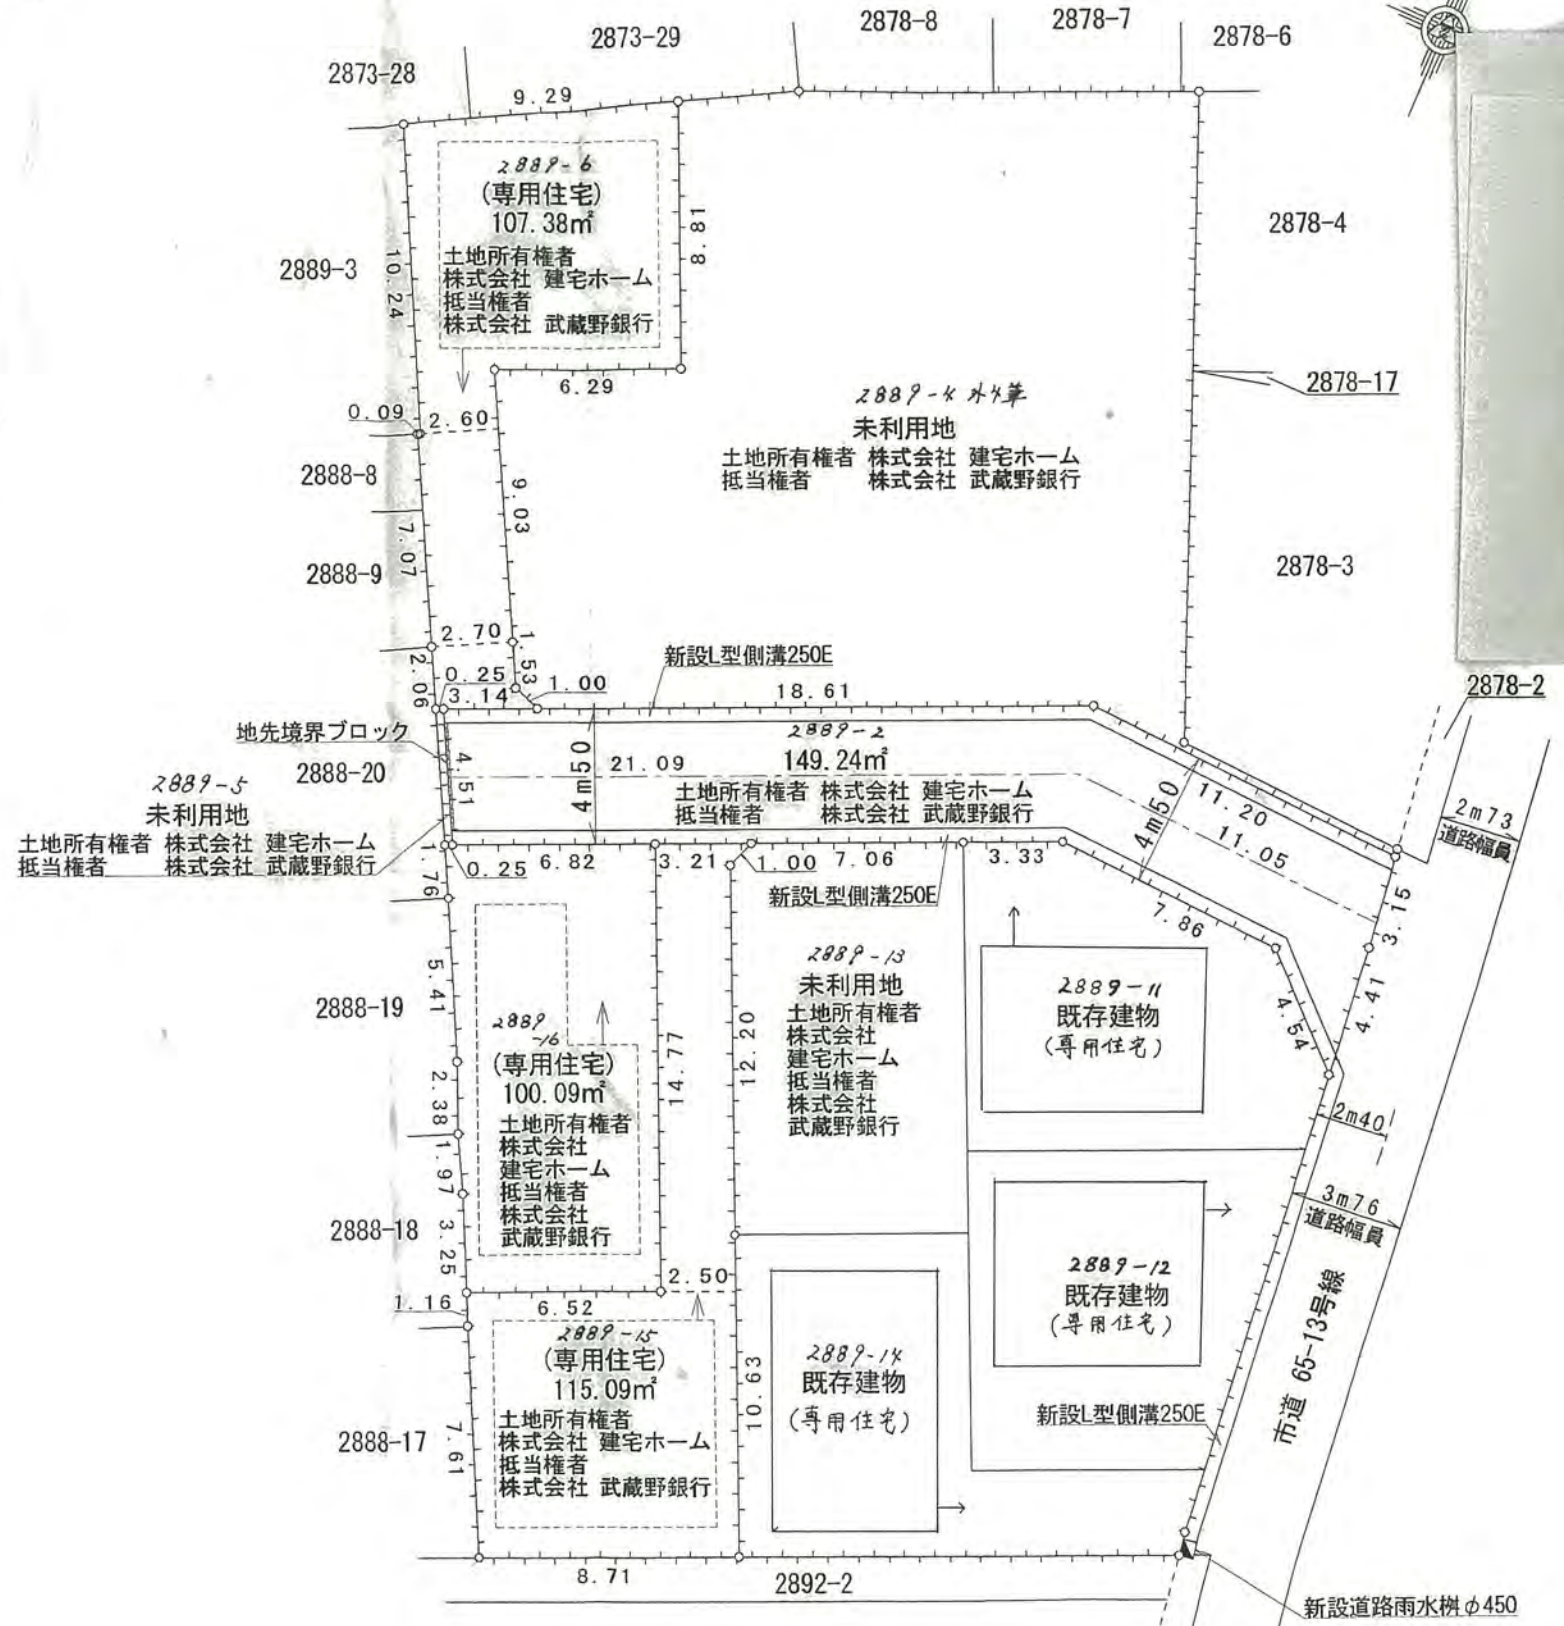 2873-28
2873-29
2878-8
2878-7
2878-6
9.29
2889-6
(専用住宅)
107.38㎡
土地所有権者
株式会社 建宅ホーム
抵当権者
株式会社 武蔵野銀行
8.81
10.24
2889-3
6.29
0.09
2.60
2888-8
9.03
7.07
2888-9
2.70
2.06
1.53
0.25
3.14
1.00
2878-4
2878-17
2889-4 外4筆
未利用地
土地所有権者 株式会社 建宅ホーム
抵当権者 株式会社 武蔵野銀行
2878-3
2878-2
新設L型側溝250E
18.61
地先境界ブロック
2888-20
2889-5
未利用地
土地所有権者 株式会社 建宅ホーム
抵当権者 株式会社 武蔵野銀行
4.51
4m50
21.09
2889-2
149.24㎡
土地所有権者 株式会社 建宅ホーム
抵当権者 株式会社 武蔵野銀行
4m50
11.20
11.05
2m73
道路幅員
3.15
4.41
1.76
0.25
6.82
3.21
1.00
7.06
3.33
7.86
4.54
新設L型側溝250E
2888-19
5.41
2.38
1.97
3.25
2888-18
1.16
2889
-16
(専用住宅)
100.09㎡
土地所有権者
株式会社
建宅ホーム
抵当権者
株式会社
武蔵野銀行
14.77
12.20
2889-13
未利用地
土地所有権者
株式会社
建宅ホーム
抵当権者
株式会社
武蔵野銀行
2889-11
既存建物
(専用住宅)
2m40
3m76
道路幅員
2889-12
既存建物
(専用住宅)
市道 65-13号線
6.52
2.50
2889-15
(専用住宅)
115.09㎡
土地所有権者
株式会社 建宅ホーム
抵当権者
株式会社 武蔵野銀行
7.61
2888-17
10.63
2889-14
既存建物
(専用住宅)
新設L型側溝250E
8.71
2892-2
新設道路雨水桝φ450